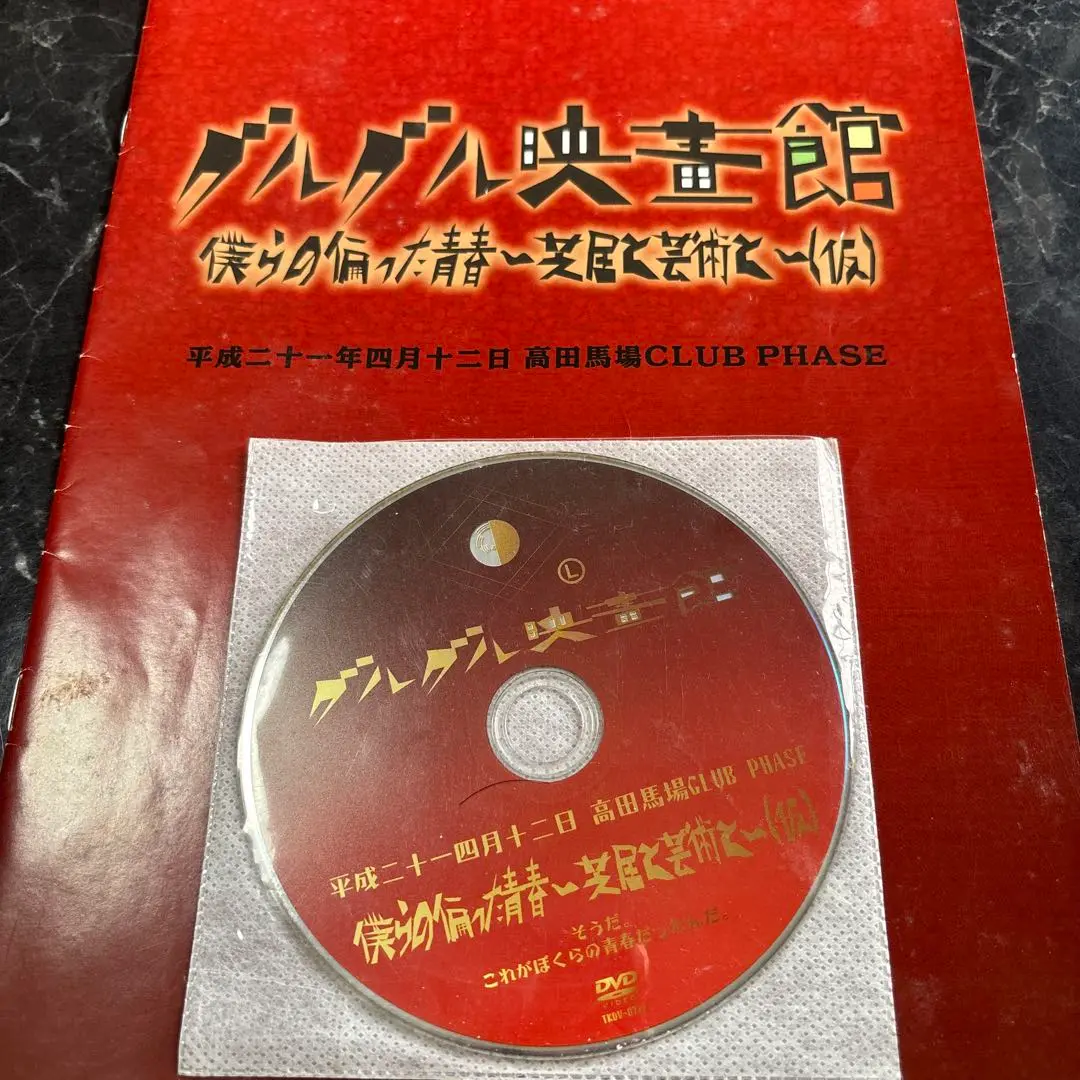 グルグル映畫館
僕らの偏った青春〜芝居と芸術と〜(仮)
平成二十一年四月十二日 高田馬場CLUB PHASE
L
グルグル映畫館
平成二十一四月十二日 高田馬場CLUB PHASE
僕らの偏った青春〜芝居と芸術と〜(仮)
そうだ。
これがぼくらの青春だったんだ。
DVD
VIDEO